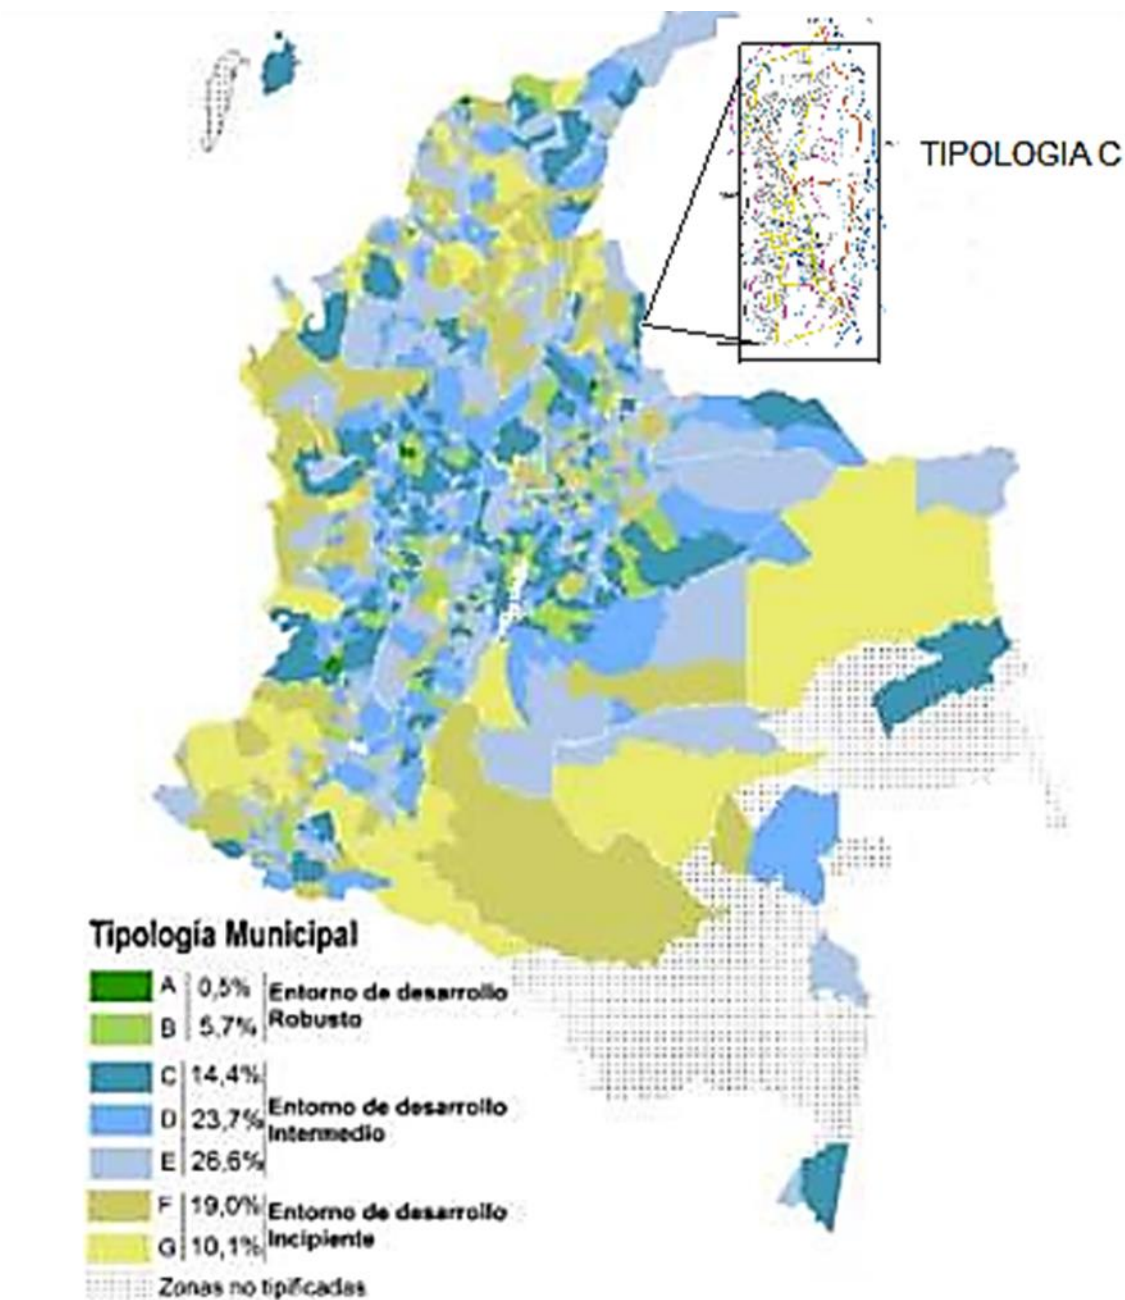 TIPOLOGIA C
Tipología Municipal
A 0,5% Entorno de desarrollo
Robusto
B 5,7%
C 14,4%
D 23,7% Entorno de desarrollo
Intermedio
E 26,6%
F 19,0% Entorno de desarrollo
Incipiente
G 10,1%
Zonas no tipificadas